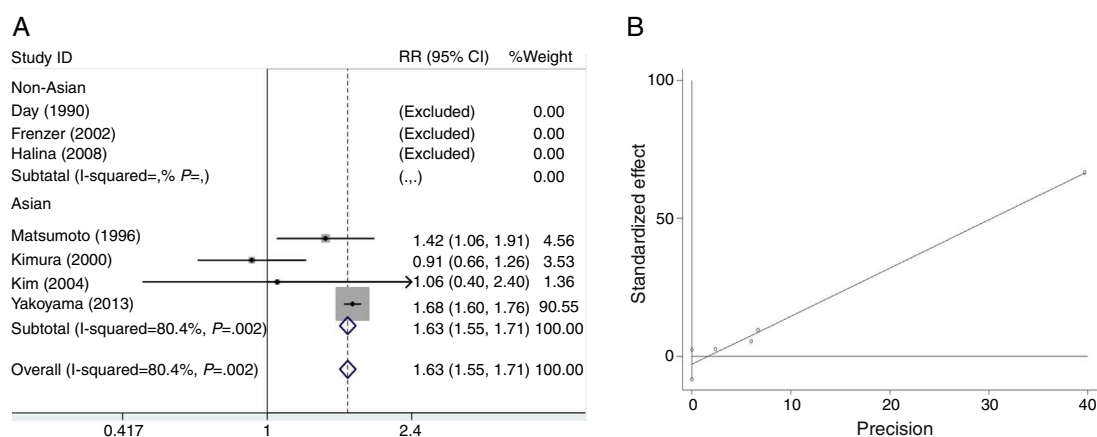 A
Study ID RR (95% CI) %Weight
Non-Asian
Day (1990) (Excluded) 0.00
Frenzer (2002) (Excluded) 0.00
Halina (2008) (Excluded) 0.00
Subtatal (I-squared=,% P=,) (.,.) 0.00
Asian
Matsumoto (1996) 1.42 (1.06, 1.91) 4.56
Kimura (2000) 0.91 (0.66, 1.26) 3.53
Kim (2004) 1.06 (0.40, 2.40) 1.36
Yakoyama (2013) 1.68 (1.60, 1.76) 90.55
Subtotal (I-squared=80.4%, P=.002) 1.63 (1.55, 1.71) 100.00
Overall (I-squared=80.4%, P=.002) 1.63 (1.55, 1.71) 100.00
0.417 1 2.4
B
Standardized effect
100
50
0
0 10 20 30 40
Precision